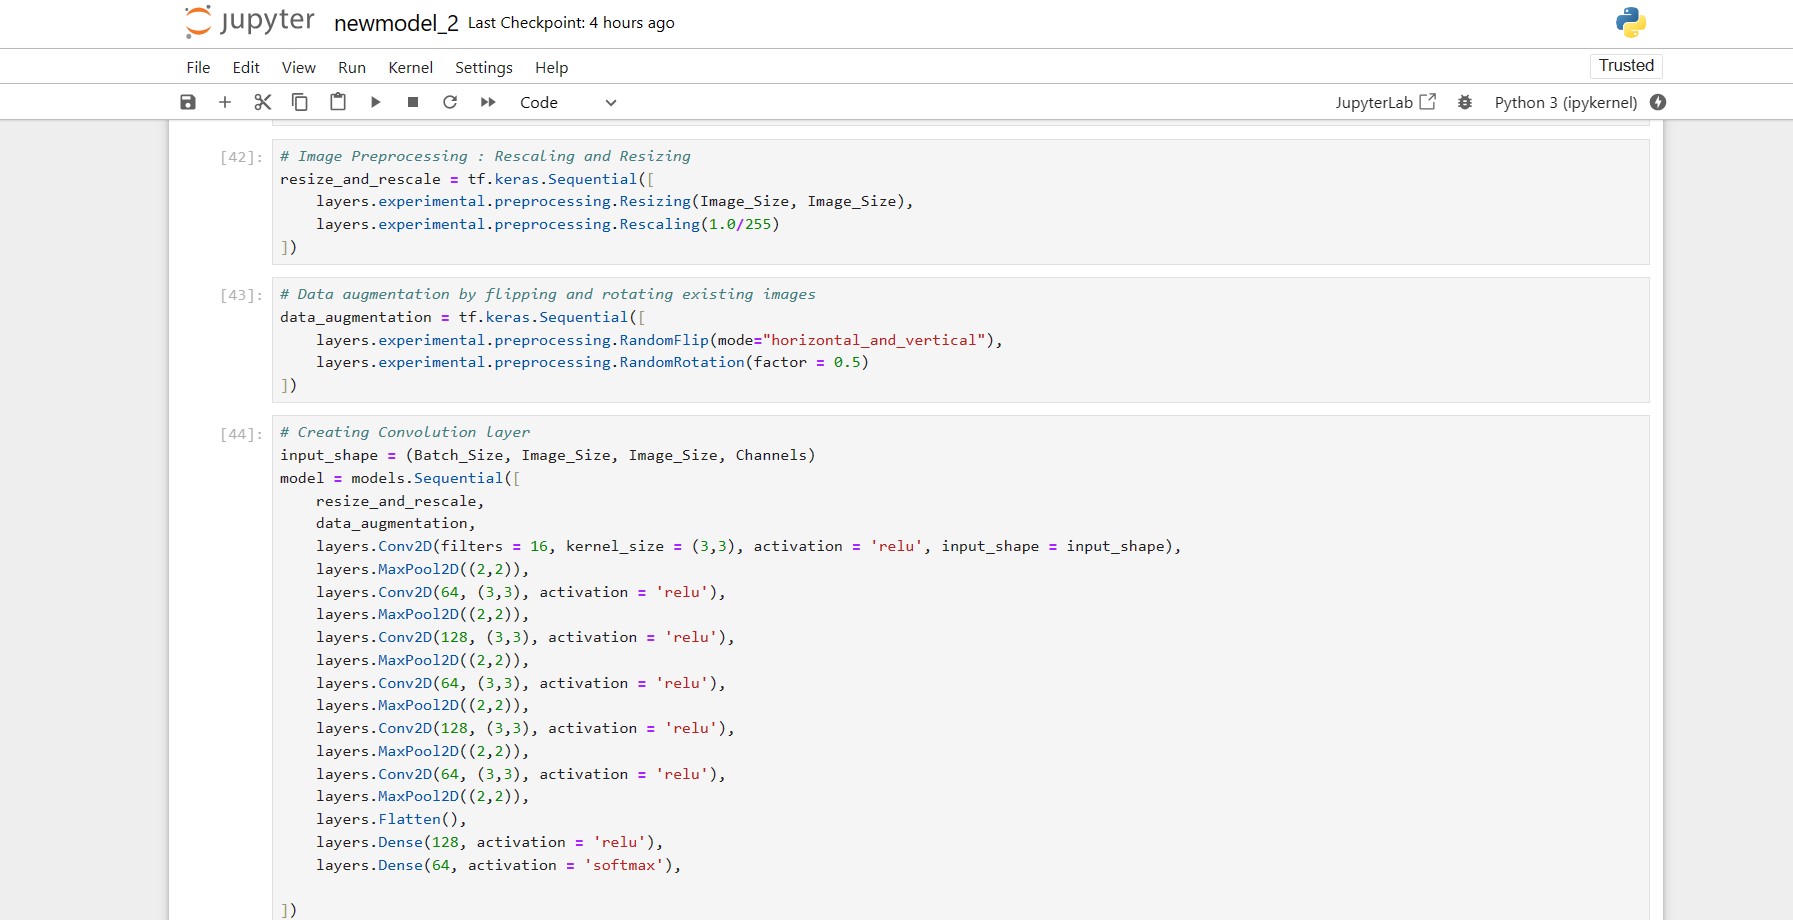 jupyter newmodel_2 Last Checkpoint: 4 hours ago
File Edit View Run Kernel Settings Help Trusted
Code JupyterLab Python 3 (ipykernel)
[42]: # Image Preprocessing : Rescaling and Resizing
resize_and_rescale = tf.keras.Sequential([
    layers.experimental.preprocessing.Resizing(Image_Size, Image_Size),
    layers.experimental.preprocessing.Rescaling(1.0/255)
])
[43]: # Data augmentation by flipping and rotating existing images
data_augmentation = tf.keras.Sequential([
    layers.experimental.preprocessing.RandomFlip(mode="horizontal_and_vertical"),
    layers.experimental.preprocessing.RandomRotation(factor = 0.5)
])
[44]: # Creating Convolution layer
input_shape = (Batch_Size, Image_Size, Image_Size, Channels)
model = models.Sequential([
    resize_and_rescale,
    data_augmentation,
    layers.Conv2D(filters = 16, kernel_size = (3,3), activation = 'relu', input_shape = input_shape),
    layers.MaxPool2D((2,2)),
    layers.Conv2D(64, (3,3), activation = 'relu'),
    layers.MaxPool2D((2,2)),
    layers.Conv2D(128, (3,3), activation = 'relu'),
    layers.MaxPool2D((2,2)),
    layers.Conv2D(64, (3,3), activation = 'relu'),
    layers.MaxPool2D((2,2)),
    layers.Conv2D(128, (3,3), activation = 'relu'),
    layers.MaxPool2D((2,2)),
    layers.Conv2D(64, (3,3), activation = 'relu'),
    layers.MaxPool2D((2,2)),
    layers.Flatten(),
    layers.Dense(128, activation = 'relu'),
    layers.Dense(64, activation = 'softmax'),
])